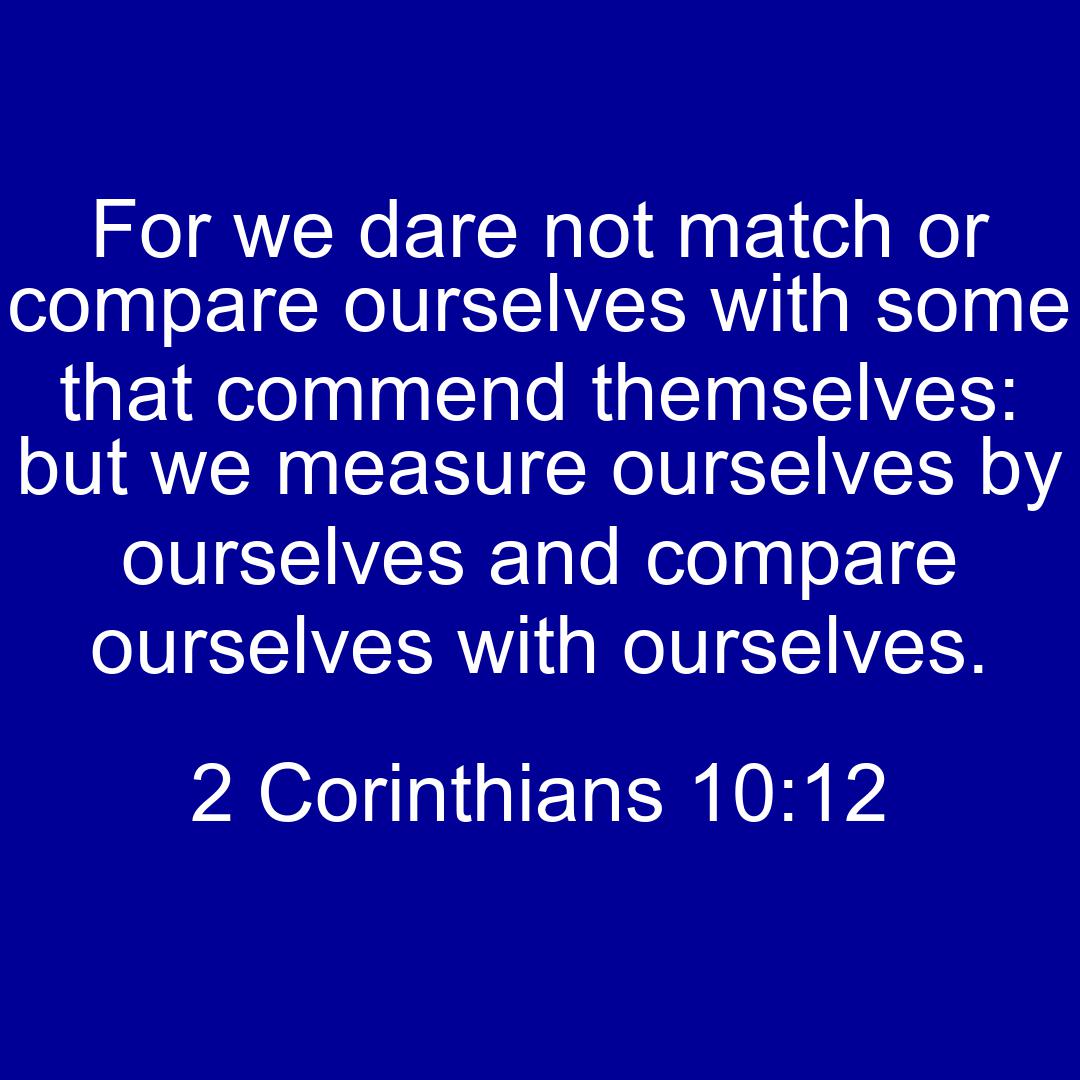 For we dare not match or
compare ourselves with some
that commend themselves:
but we measure ourselves by
ourselves and compare
ourselves with ourselves.
2 Corinthians 10:12